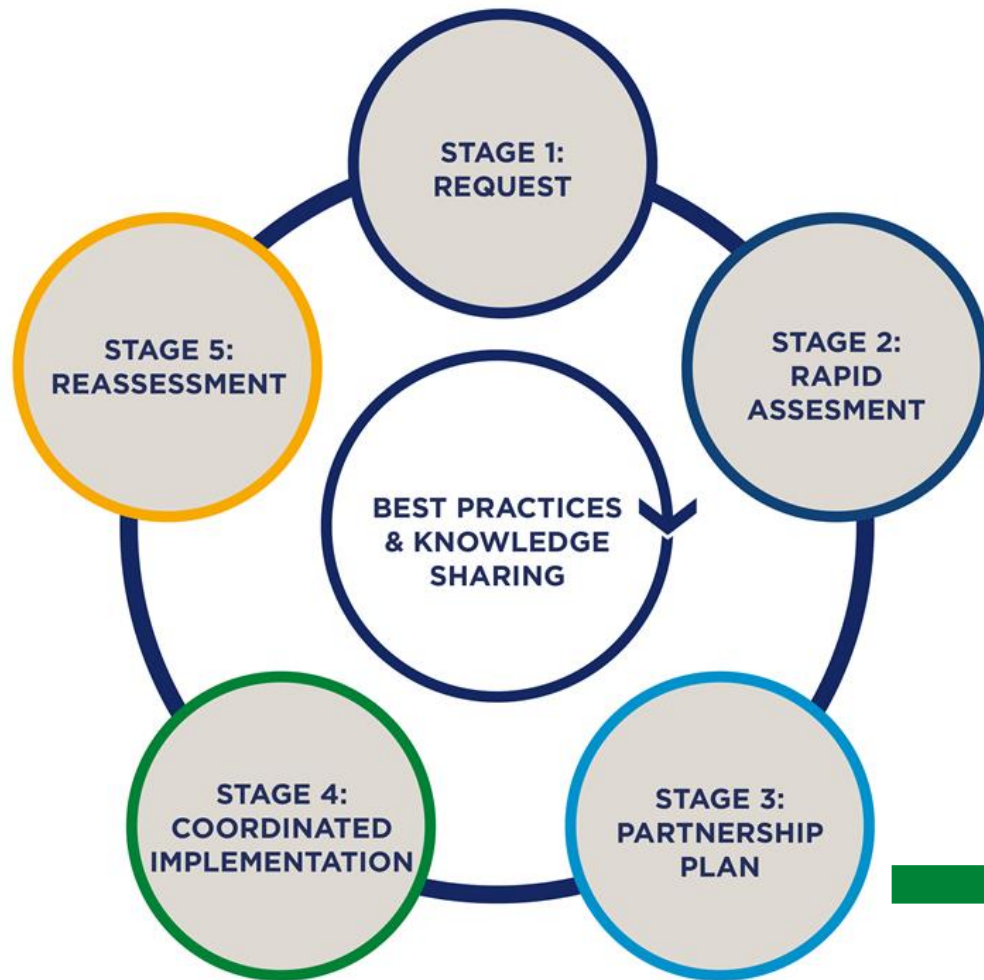 STAGE 1:
REQUEST
STAGE 2:
RAPID
ASSESMENT
STAGE 3:
PARTNERSHIP
PLAN
STAGE 4:
COORDINATED
IMPLEMENTATION
STAGE 5:
REASSESSMENT
BEST PRACTICES
& KNOWLEDGE
SHARING